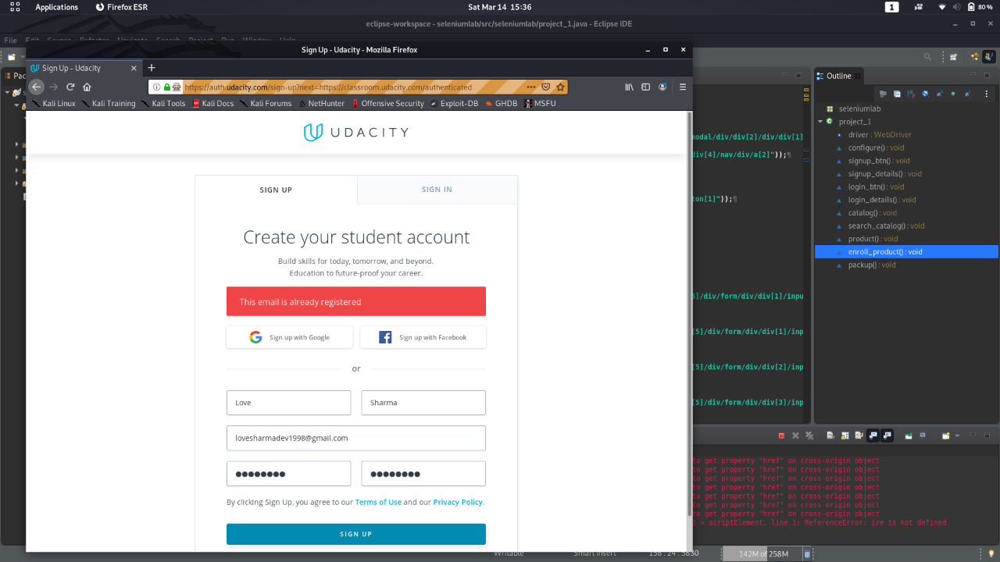 Applications
Firefox ESR
Sat Mar 14 15:36
1
80%
eclipse-workspace - seleniumlab/src/seleniumlab/project_1.java - Eclipse IDE
File Edit Source Refactor Navigate Search Project Run Window Help
Sign Up - Udacity - Mozilla Firefox
Sign Up - Udacity
https://auth.udacity.com/sign-up?next=https://classroom.udacity.com/authenticated
Kali Linux Kali Training Kali Tools Kali Docs Kali Forums NetHunter Offensive Security Exploit-DB GHDB MSFU
UDACITY
SIGN UP
SIGN IN
Create your student account
Build skills for today, tomorrow, and beyond.
Education to future-proof your career.
This email is already registered
Sign up with Google
Sign up with Facebook
or
Love
Sharma
lovesharmadev1998@gmail.com
By clicking Sign Up, you agree to our Terms of Use and our Privacy Policy.
SIGN UP
Pac
modal/div/div[2]/div/div[1]
div[4]/nav/div/a[2]"));¶
ton[1]"));¶
5]/div/form/div/div[1]/inpu
[5]/div/form/div/div[1]/inp
[5]/div/form/div/div[2]/inp
[5]/div/form/div/div[3]/inp
Outline
seleniumlab
project_1
driver : WebDriver
configure() : void
signup_btn() : void
signup_details() : void
login_btn() : void
login_details() : void
catalog() : void
search_catalog() : void
product() : void
enroll_product() : void
packup() : void
to get property "href" on cross-origin object
to get property "href" on cross-origin object
to get property "href" on cross-origin object
to get property "href" on cross-origin object
to get property "href" on cross-origin object
to get property "href" on cross-origin object
to get property "href" on cross-origin object
1 > scriptElement, line 1: ReferenceError: ire is not defined
Writable
Smart Insert
158 : 24 : 5830
142M of 258M